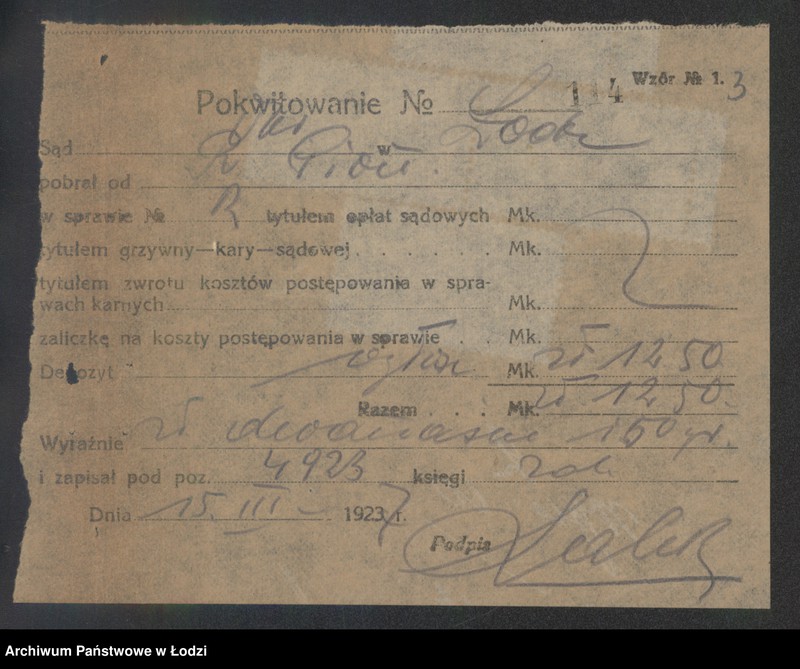 Wzór № 1. 3
Pokwitowanie № 114
Sąd w Łodzi
pobrał od
w sprawie № R tytułem opłat sądowych Mk.
tytułem grzywny—kary—sądowej . . . . . . . Mk.
tytułem zwrotu kosztów postępowania w spra-
wach karnych Mk.
zaliczkę na koszty postępowania w sprawie . . Mk.
Depozyt Mk. zł 12 50
Razem . . . Mk. zł 12 50.
Wyraźnie zł dwanaście i 50 gr.
i zapisał pod poz. 4923 księgi
Dnia 15. III 1923 r.
Podpis
Archiwum Państwowe w Łodzi